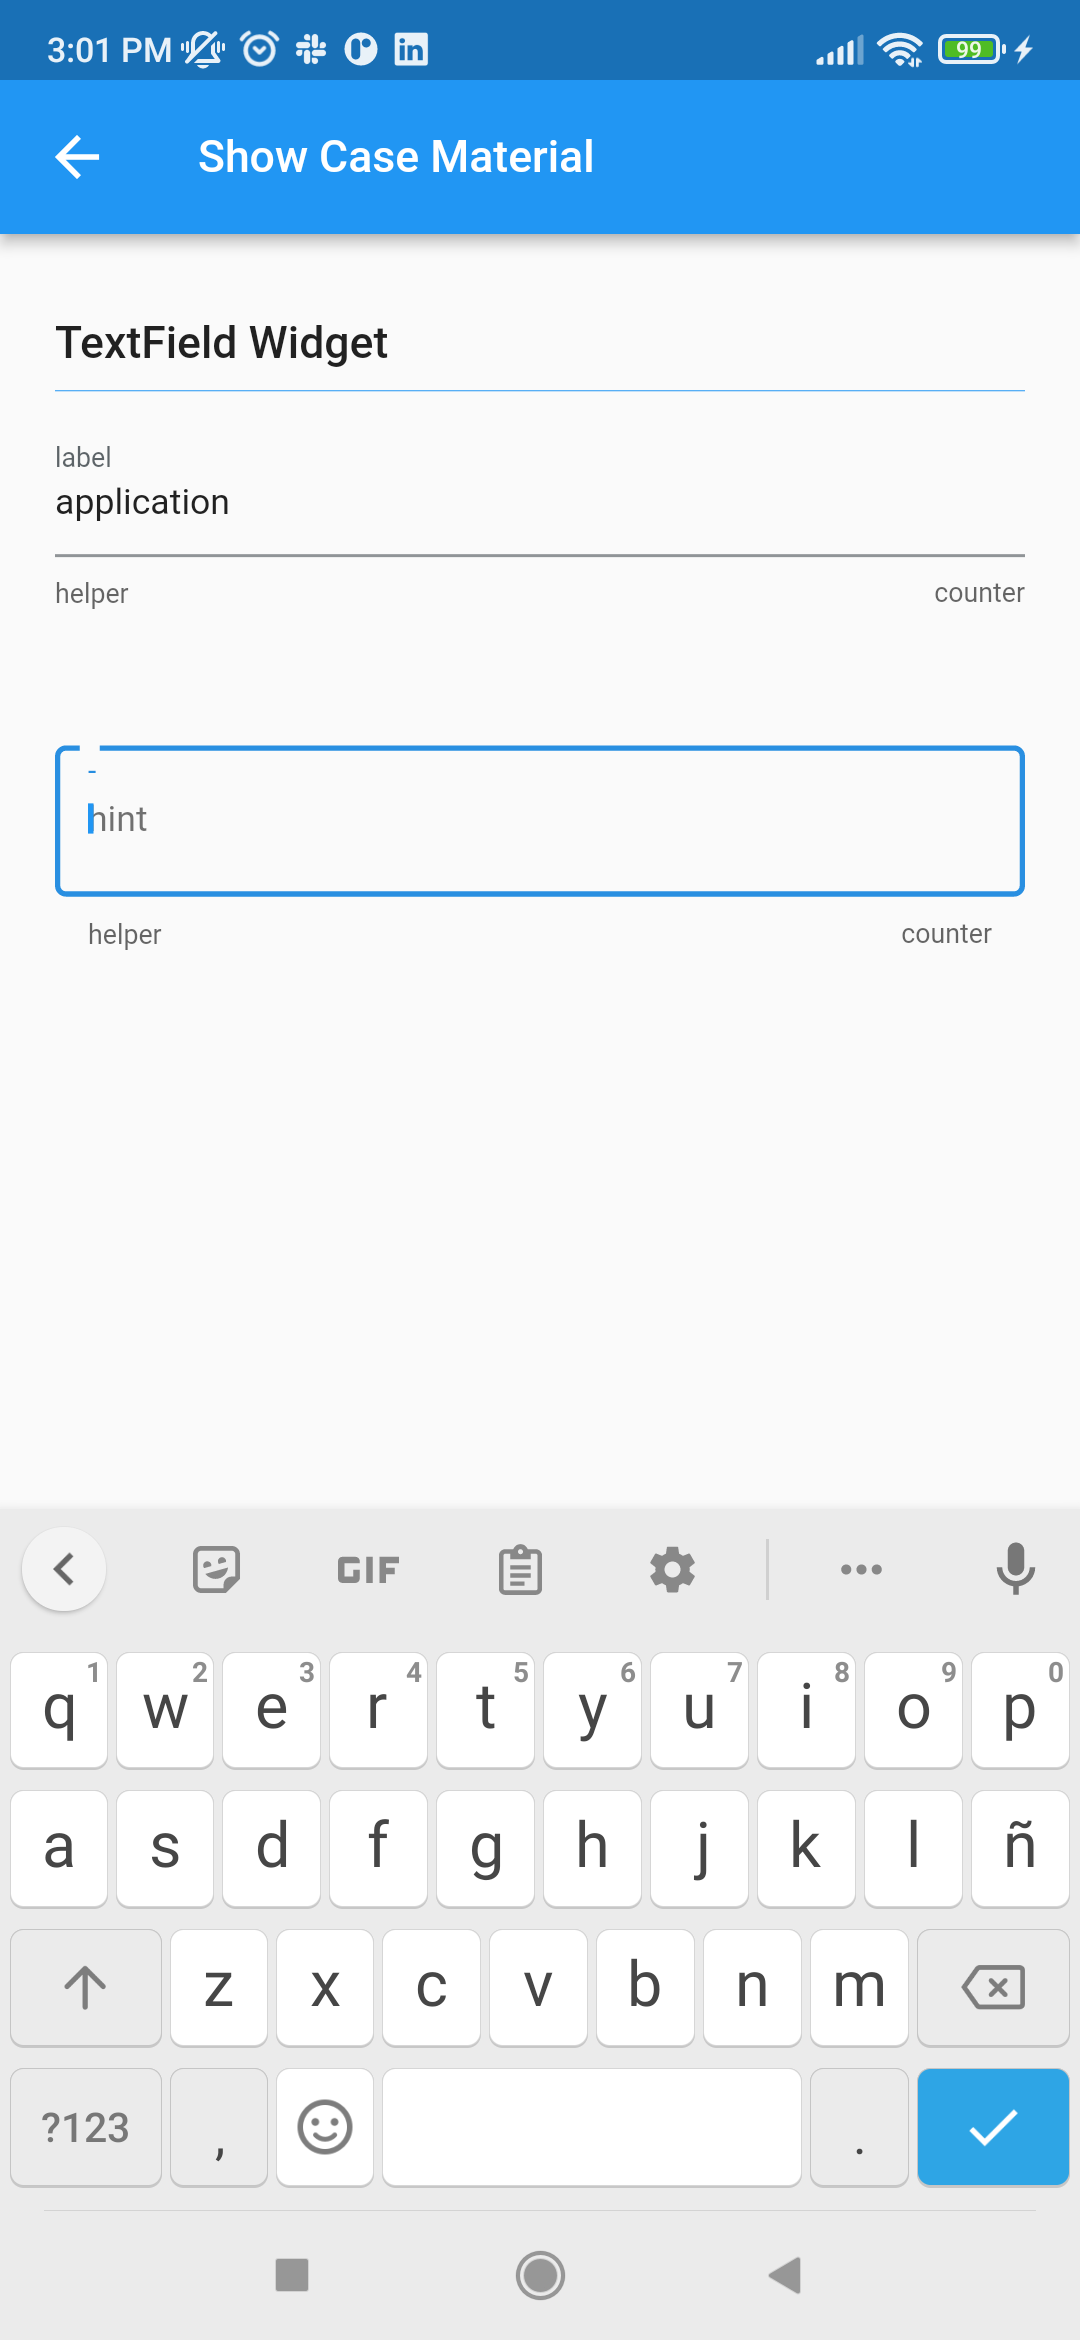 3:01 PM in 99
Show Case Material
TextField Widget
label
application
helper counter
-
hint
helper counter
GIF
1 2 3 4 5 6 7 8 9 0
q w e r t y u i o p
a s d f g h j k l ñ
z x c v b n m
?123 , .